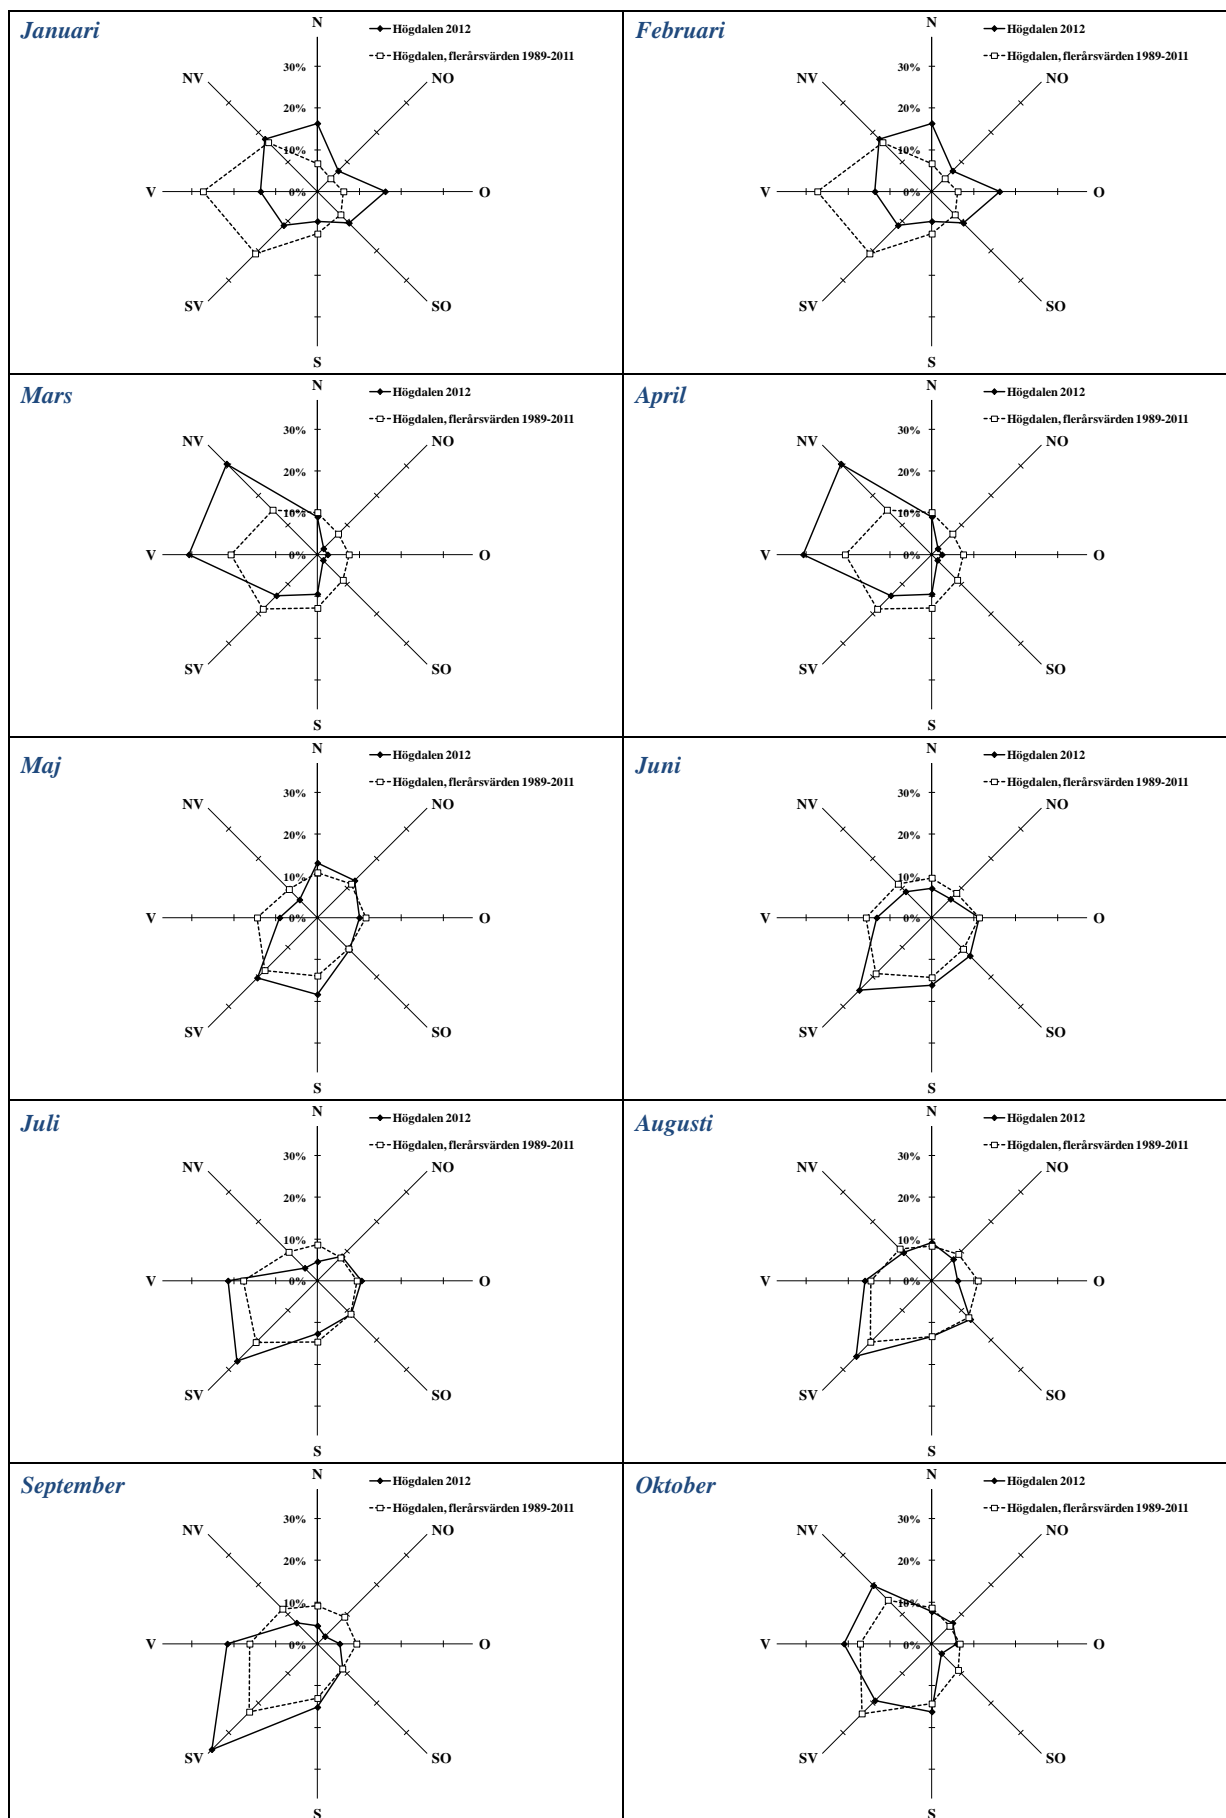 Januari
N
Högdalen 2012
Högdalen, flerårsvärden 1989-2011
NV
NO
30%
20%
10%
0%
V
O
SV
SO
S
Februari
N
Högdalen 2012
Högdalen, flerårsvärden 1989-2011
NV
NO
30%
20%
10%
0%
V
O
SV
SO
S
Mars
N
Högdalen 2012
Högdalen, flerårsvärden 1989-2011
NV
NO
30%
20%
10%
0%
V
O
SV
SO
S
April
N
Högdalen 2012
Högdalen, flerårsvärden 1989-2011
NV
NO
30%
20%
10%
0%
V
O
SV
SO
S
Maj
N
Högdalen 2012
Högdalen, flerårsvärden 1989-2011
NV
NO
30%
20%
10%
0%
V
O
SV
SO
S
Juni
N
Högdalen 2012
Högdalen, flerårsvärden 1989-2011
NV
NO
30%
20%
10%
0%
V
O
SV
SO
S
Juli
N
Högdalen 2012
Högdalen, flerårsvärden 1989-2011
NV
NO
30%
20%
10%
0%
V
O
SV
SO
S
Augusti
N
Högdalen 2012
Högdalen, flerårsvärden 1989-2011
NV
NO
30%
20%
10%
0%
V
O
SV
SO
S
September
N
Högdalen 2012
Högdalen, flerårsvärden 1989-2011
NV
NO
30%
20%
10%
0%
V
O
SV
SO
S
Oktober
N
Högdalen 2012
Högdalen, flerårsvärden 1989-2011
NV
NO
30%
20%
10%
0%
V
O
SV
SO
S